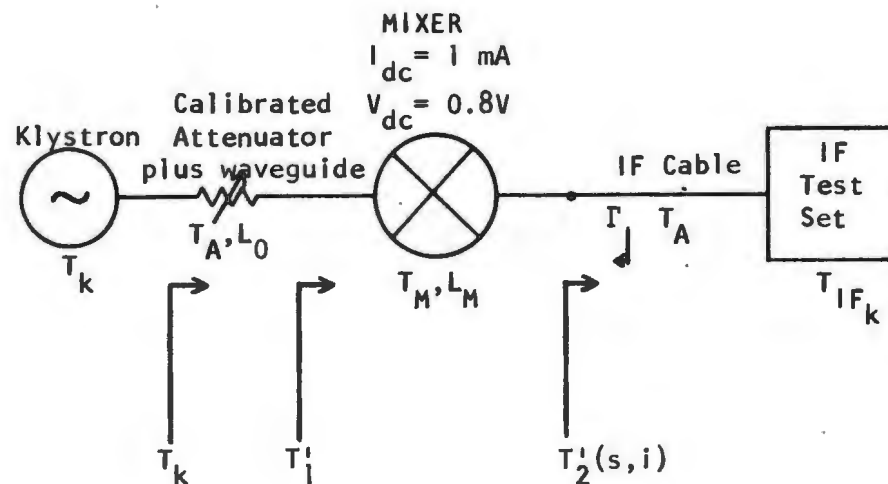 MIXER
I_dc = 1 mA
V_dc = 0.8V
Calibrated
Attenuator
plus waveguide
Klystron
~
T_k
T_A, L_0
T_M, L_M
IF Cable
Γ
T_A
IF
Test
Set
T_IF_k
T_k
T'_1
T'_2(s,i)